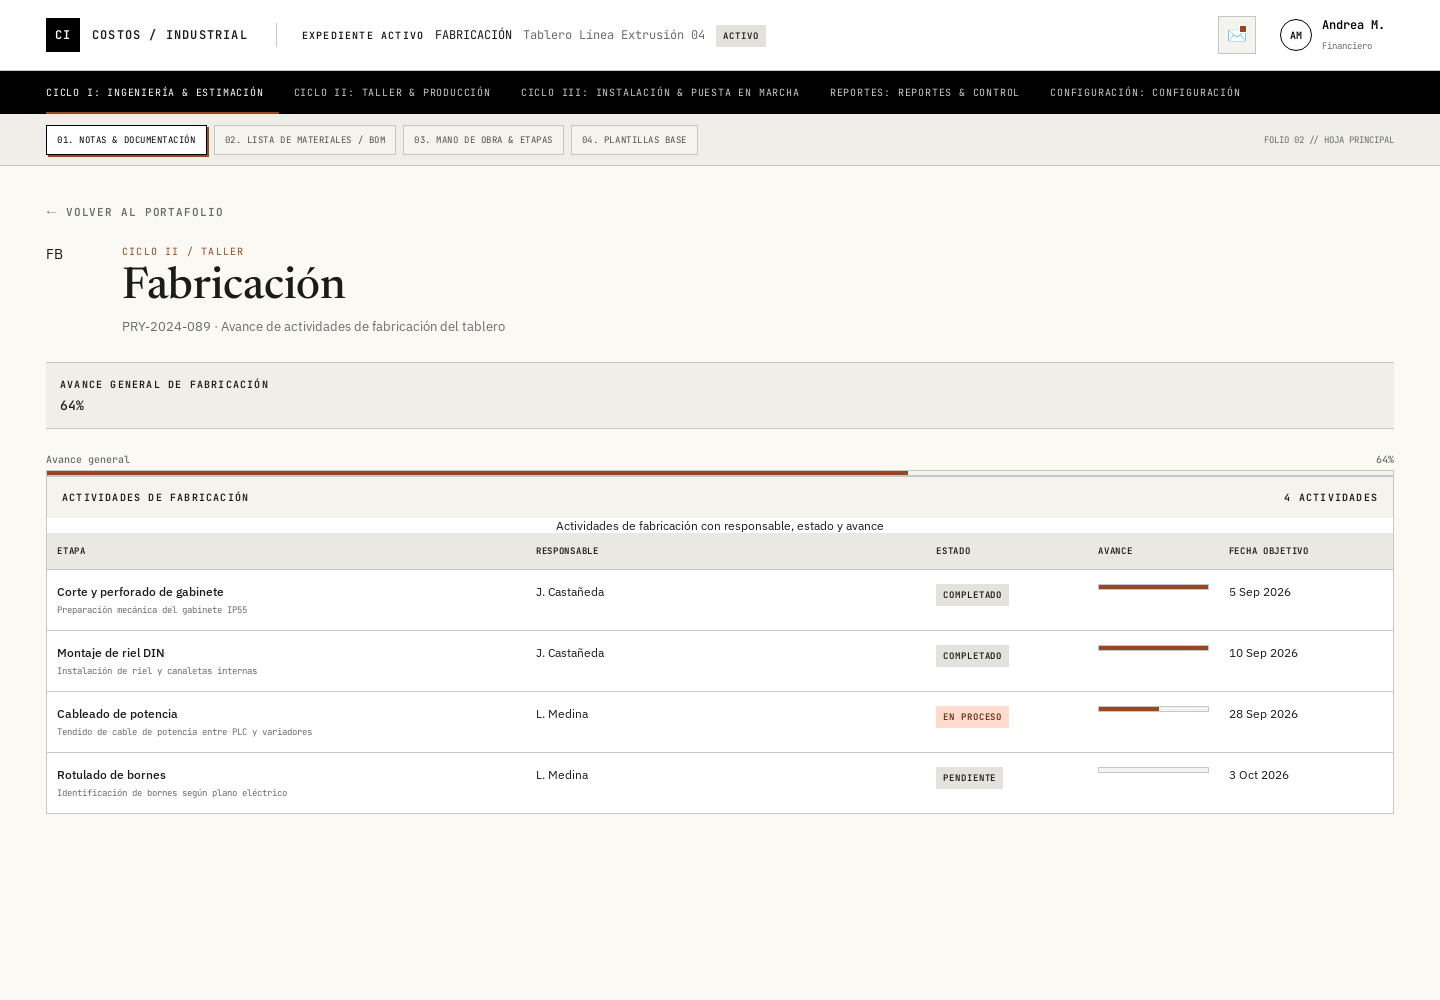 CI COSTOS / INDUSTRIAL EXPEDIENTE ACTIVO FABRICACIÓN Tablero Línea Extrusión 04 ACTIVO AM Andrea M.
Financiero
CICLO I: INGENIERÍA & ESTIMACIÓN CICLO II: TALLER & PRODUCCIÓN CICLO III: INSTALACIÓN & PUESTA EN MARCHA REPORTES: REPORTES & CONTROL CONFIGURACIÓN: CONFIGURACIÓN
01. NOTAS & DOCUMENTACIÓN 02. LISTA DE MATERIALES / BOM 03. MANO DE OBRA & ETAPAS 04. PLANTILLAS BASE FOLIO 02 // HOJA PRINCIPAL
← VOLVER AL PORTAFOLIO
FB CICLO II / TALLER
Fabricación
PRY-2024-089 · Avance de actividades de fabricación del tablero
AVANCE GENERAL DE FABRICACIÓN
64%
Avance general 64%
ACTIVIDADES DE FABRICACIÓN 4 ACTIVIDADES
Actividades de fabricación con responsable, estado y avance
ETAPA RESPONSABLE ESTADO AVANCE FECHA OBJETIVO
Corte y perforado de gabinete J. Castañeda COMPLETADO 5 Sep 2026
Preparación mecánica del gabinete IP55
Montaje de riel DIN J. Castañeda COMPLETADO 10 Sep 2026
Instalación de riel y canaletas internas
Cableado de potencia L. Medina EN PROCESO 28 Sep 2026
Tendido de cable de potencia entre PLC y variadores
Rotulado de bornes L. Medina PENDIENTE 3 Oct 2026
Identificación de bornes según plano eléctrico